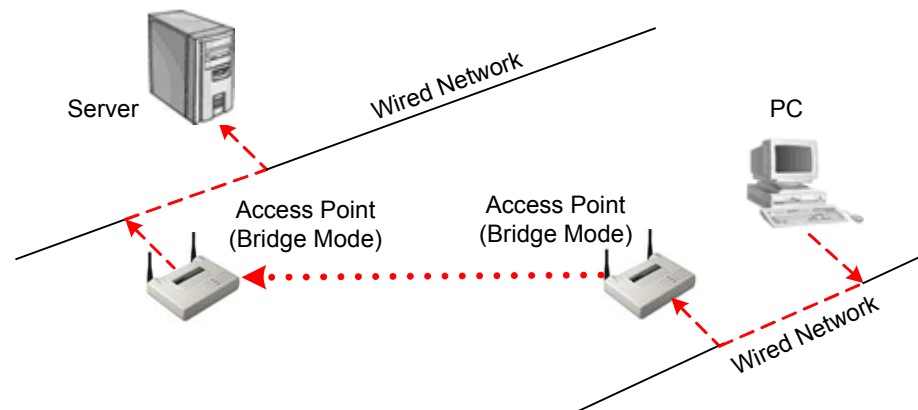 Wired Network
Server
PC
Access Point
(Bridge Mode)
Access Point
(Bridge Mode)
Wired Network